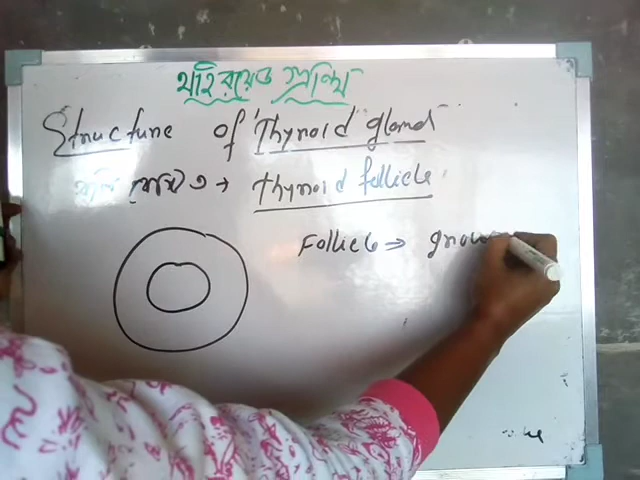 থাইরয়েড গ্রন্থি
Structure of Thyroid gland
→ thyroid follicle
Follicle ⇒